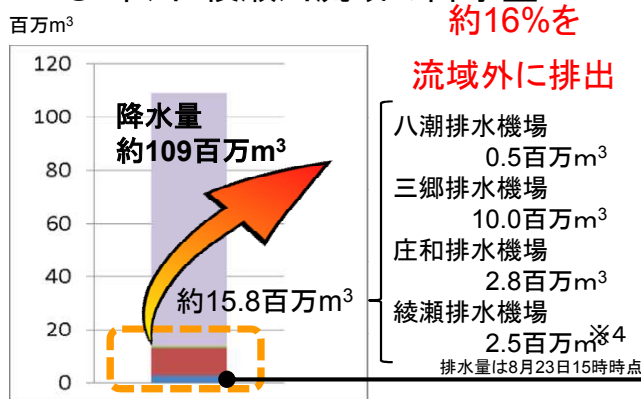 約16%を
流域外に排出
百万m³
120
100
80
60
40
20
0
降水量
約109百万m³
約15.8百万m³
八潮排水機場
0.5百万m³
三郷排水機場
10.0百万m³
庄和排水機場
2.8百万m³
綾瀬排水機場
2.5百万m³ ※4
排水量は8月23日15時時点